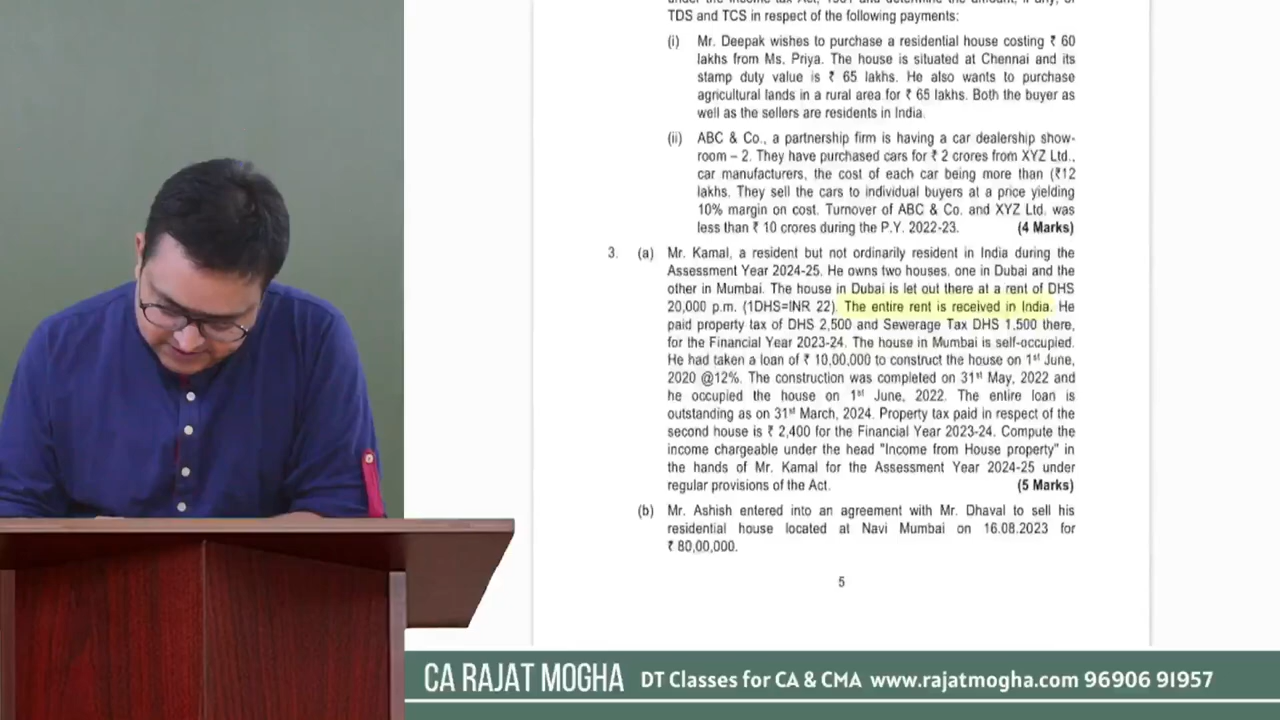 under the Income tax Act, 1961 and determine the amount, if any, of
TDS and TCS in respect of the following payments:
(i) Mr. Deepak wishes to purchase a residential house costing ₹ 60
lakhs from Ms. Priya. The house is situated at Chennai and its
stamp duty value is ₹ 65 lakhs. He also wants to purchase
agricultural lands in a rural area for ₹ 65 lakhs. Both the buyer as
well as the sellers are residents in India.
(ii) ABC & Co., a partnership firm is having a car dealership show-
room – 2. They have purchased cars for ₹ 2 crores from XYZ Ltd.,
car manufacturers, the cost of each car being more than (₹12
lakhs. They sell the cars to individual buyers at a price yielding
10% margin on cost. Turnover of ABC & Co. and XYZ Ltd. was
less than ₹ 10 crores during the P.Y. 2022-23. (4 Marks)
3. (a) Mr. Kamal, a resident but not ordinarily resident in India during the
Assessment Year 2024-25. He owns two houses, one in Dubai and the
other in Mumbai. The house in Dubai is let out there at a rent of DHS
20,000 p.m. (1DHS=INR 22). The entire rent is received in India. He
paid property tax of DHS 2,500 and Sewerage Tax DHS 1,500 there,
for the Financial Year 2023-24. The house in Mumbai is self-occupied.
He had taken a loan of ₹ 10,00,000 to construct the house on 1st June,
2020 @12%. The construction was completed on 31st May, 2022 and
he occupied the house on 1st June, 2022. The entire loan is
outstanding as on 31st March, 2024. Property tax paid in respect of the
second house is ₹ 2,400 for the Financial Year 2023-24. Compute the
income chargeable under the head "Income from House property" in
the hands of Mr. Kamal for the Assessment Year 2024-25 under
regular provisions of the Act. (5 Marks)
(b) Mr. Ashish entered into an agreement with Mr. Dhaval to sell his
residential house located at Navi Mumbai on 16.08.2023 for
₹ 80,00,000.
5
CA RAJAT MOGHA DT Classes for CA & CMA www.rajatmogha.com 96906 91957